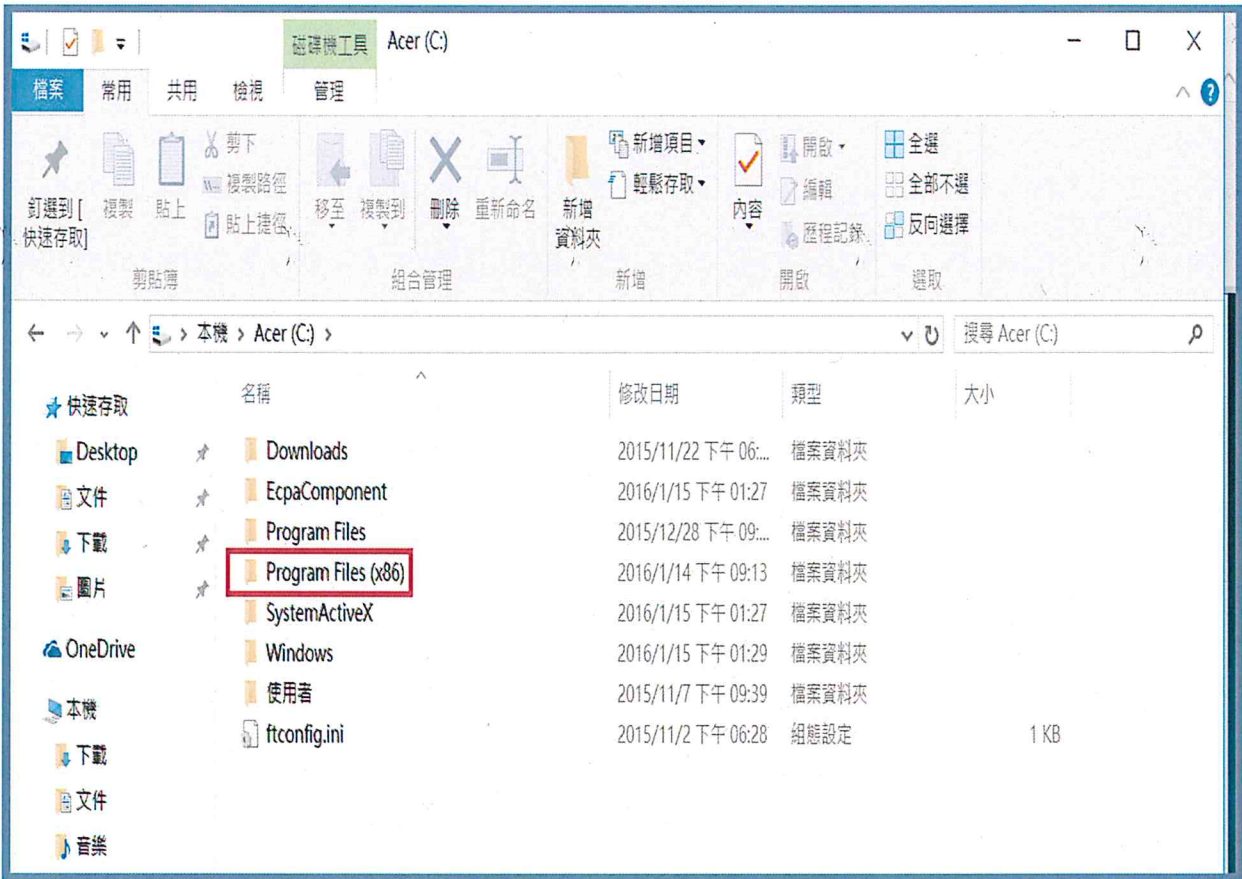 磁碟機工具 Acer (C:)
檔案 常用 共用 檢視 管理
釘選到 [
快速存取]
複製
貼上
剪下
複製路徑
貼上捷徑
剪貼簿
移至
複製到
刪除
重新命名
組合管理
新增
資料夾
新增項目
輕鬆存取
新增
內容
開啟
編輯
歷程記錄
開啟
全選
全部不選
反向選擇
選取
本機 > Acer (C:) >
搜尋 Acer (C:)
快速存取
Desktop
文件
下載
圖片
OneDrive
本機
下載
文件
音樂
名稱 修改日期 類型 大小
Downloads 2015/11/22 下午 06:... 檔案資料夾
EcpaComponent 2016/1/15 下午 01:27 檔案資料夾
Program Files 2015/12/28 下午 09:... 檔案資料夾
Program Files (x86) 2016/1/14 下午 09:13 檔案資料夾
SystemActiveX 2016/1/15 下午 01:27 檔案資料夾
Windows 2016/1/15 下午 01:29 檔案資料夾
使用者 2015/11/7 下午 09:39 檔案資料夾
ftconfig.ini 2015/11/2 下午 06:28 組態設定 1 KB